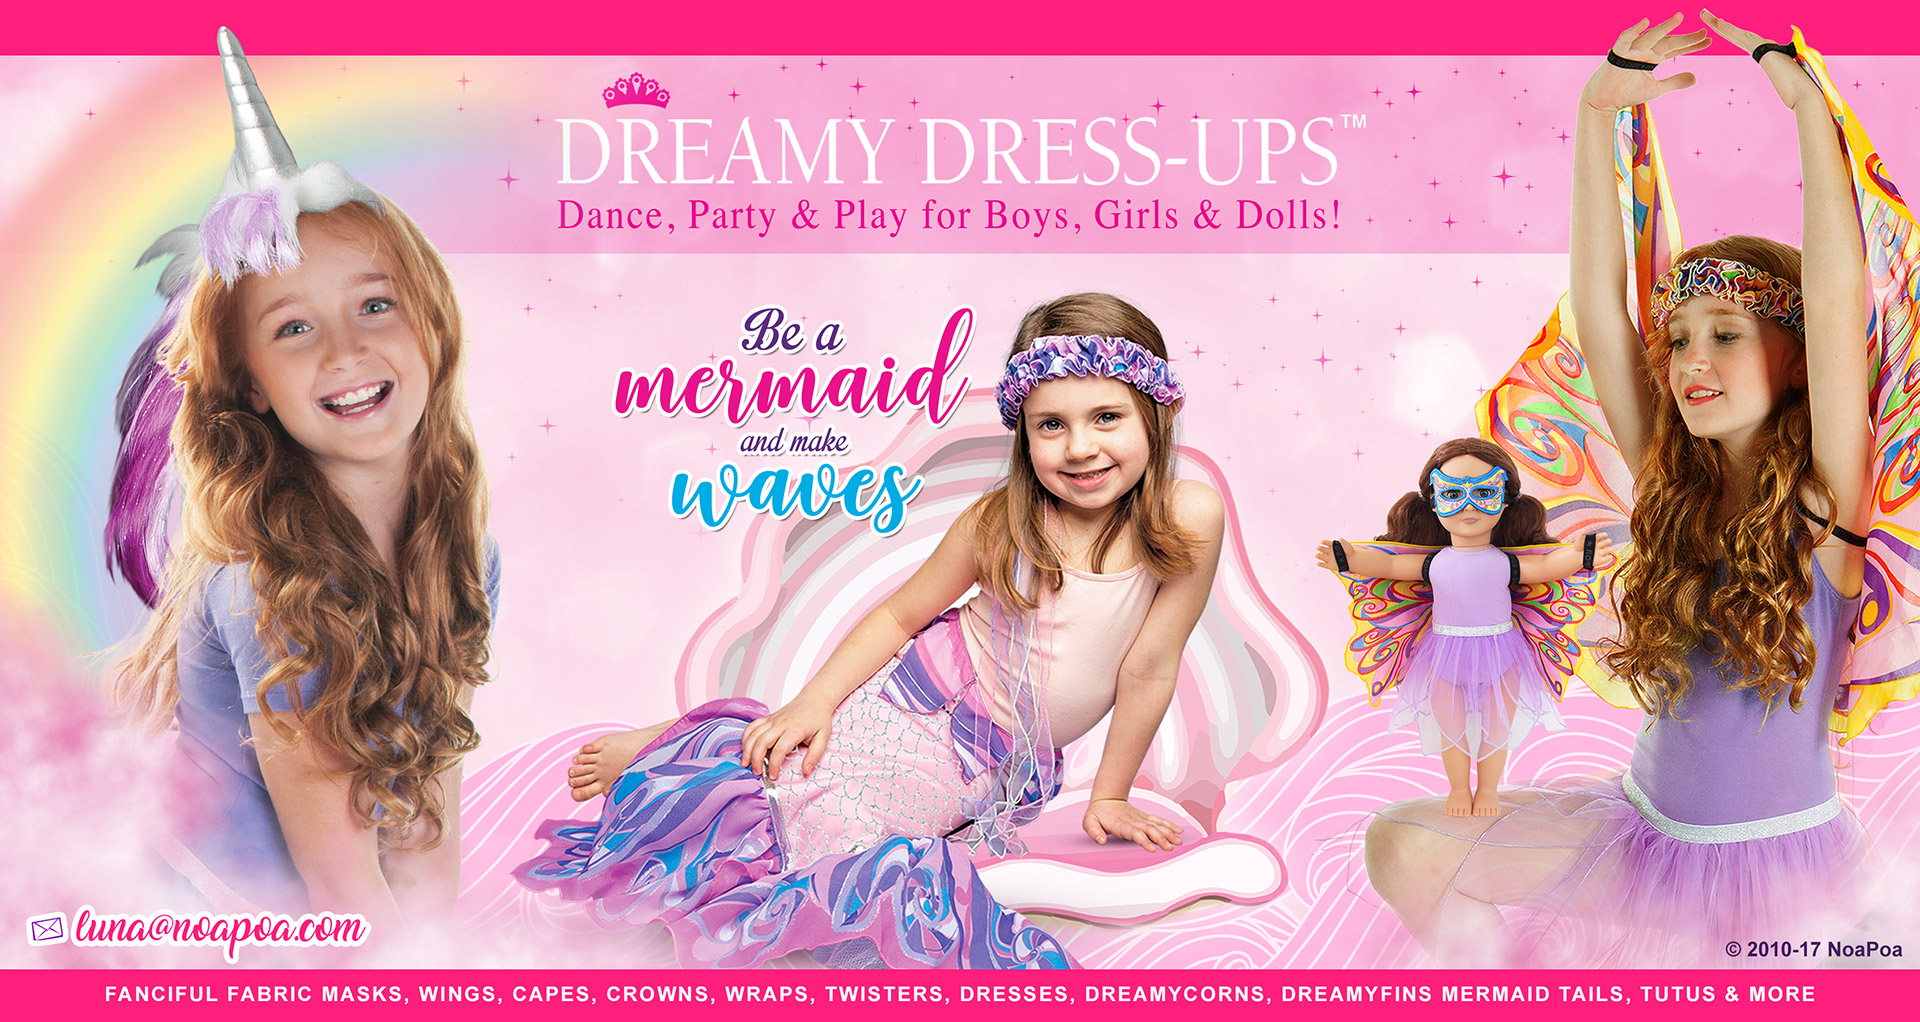 DREAMY DRESS-UPS™
Dance, Party & Play for Boys, Girls & Dolls!
Be a
mermaid
and make
waves
luna@noapoa.com
© 2010-17 NoaPoa
FANCIFUL FABRIC MASKS, WINGS, CAPES, CROWNS, WRAPS, TWISTERS, DRESSES, DREAMYCORNS, DREAMYFINS MERMAID TAILS, TUTUS & MORE